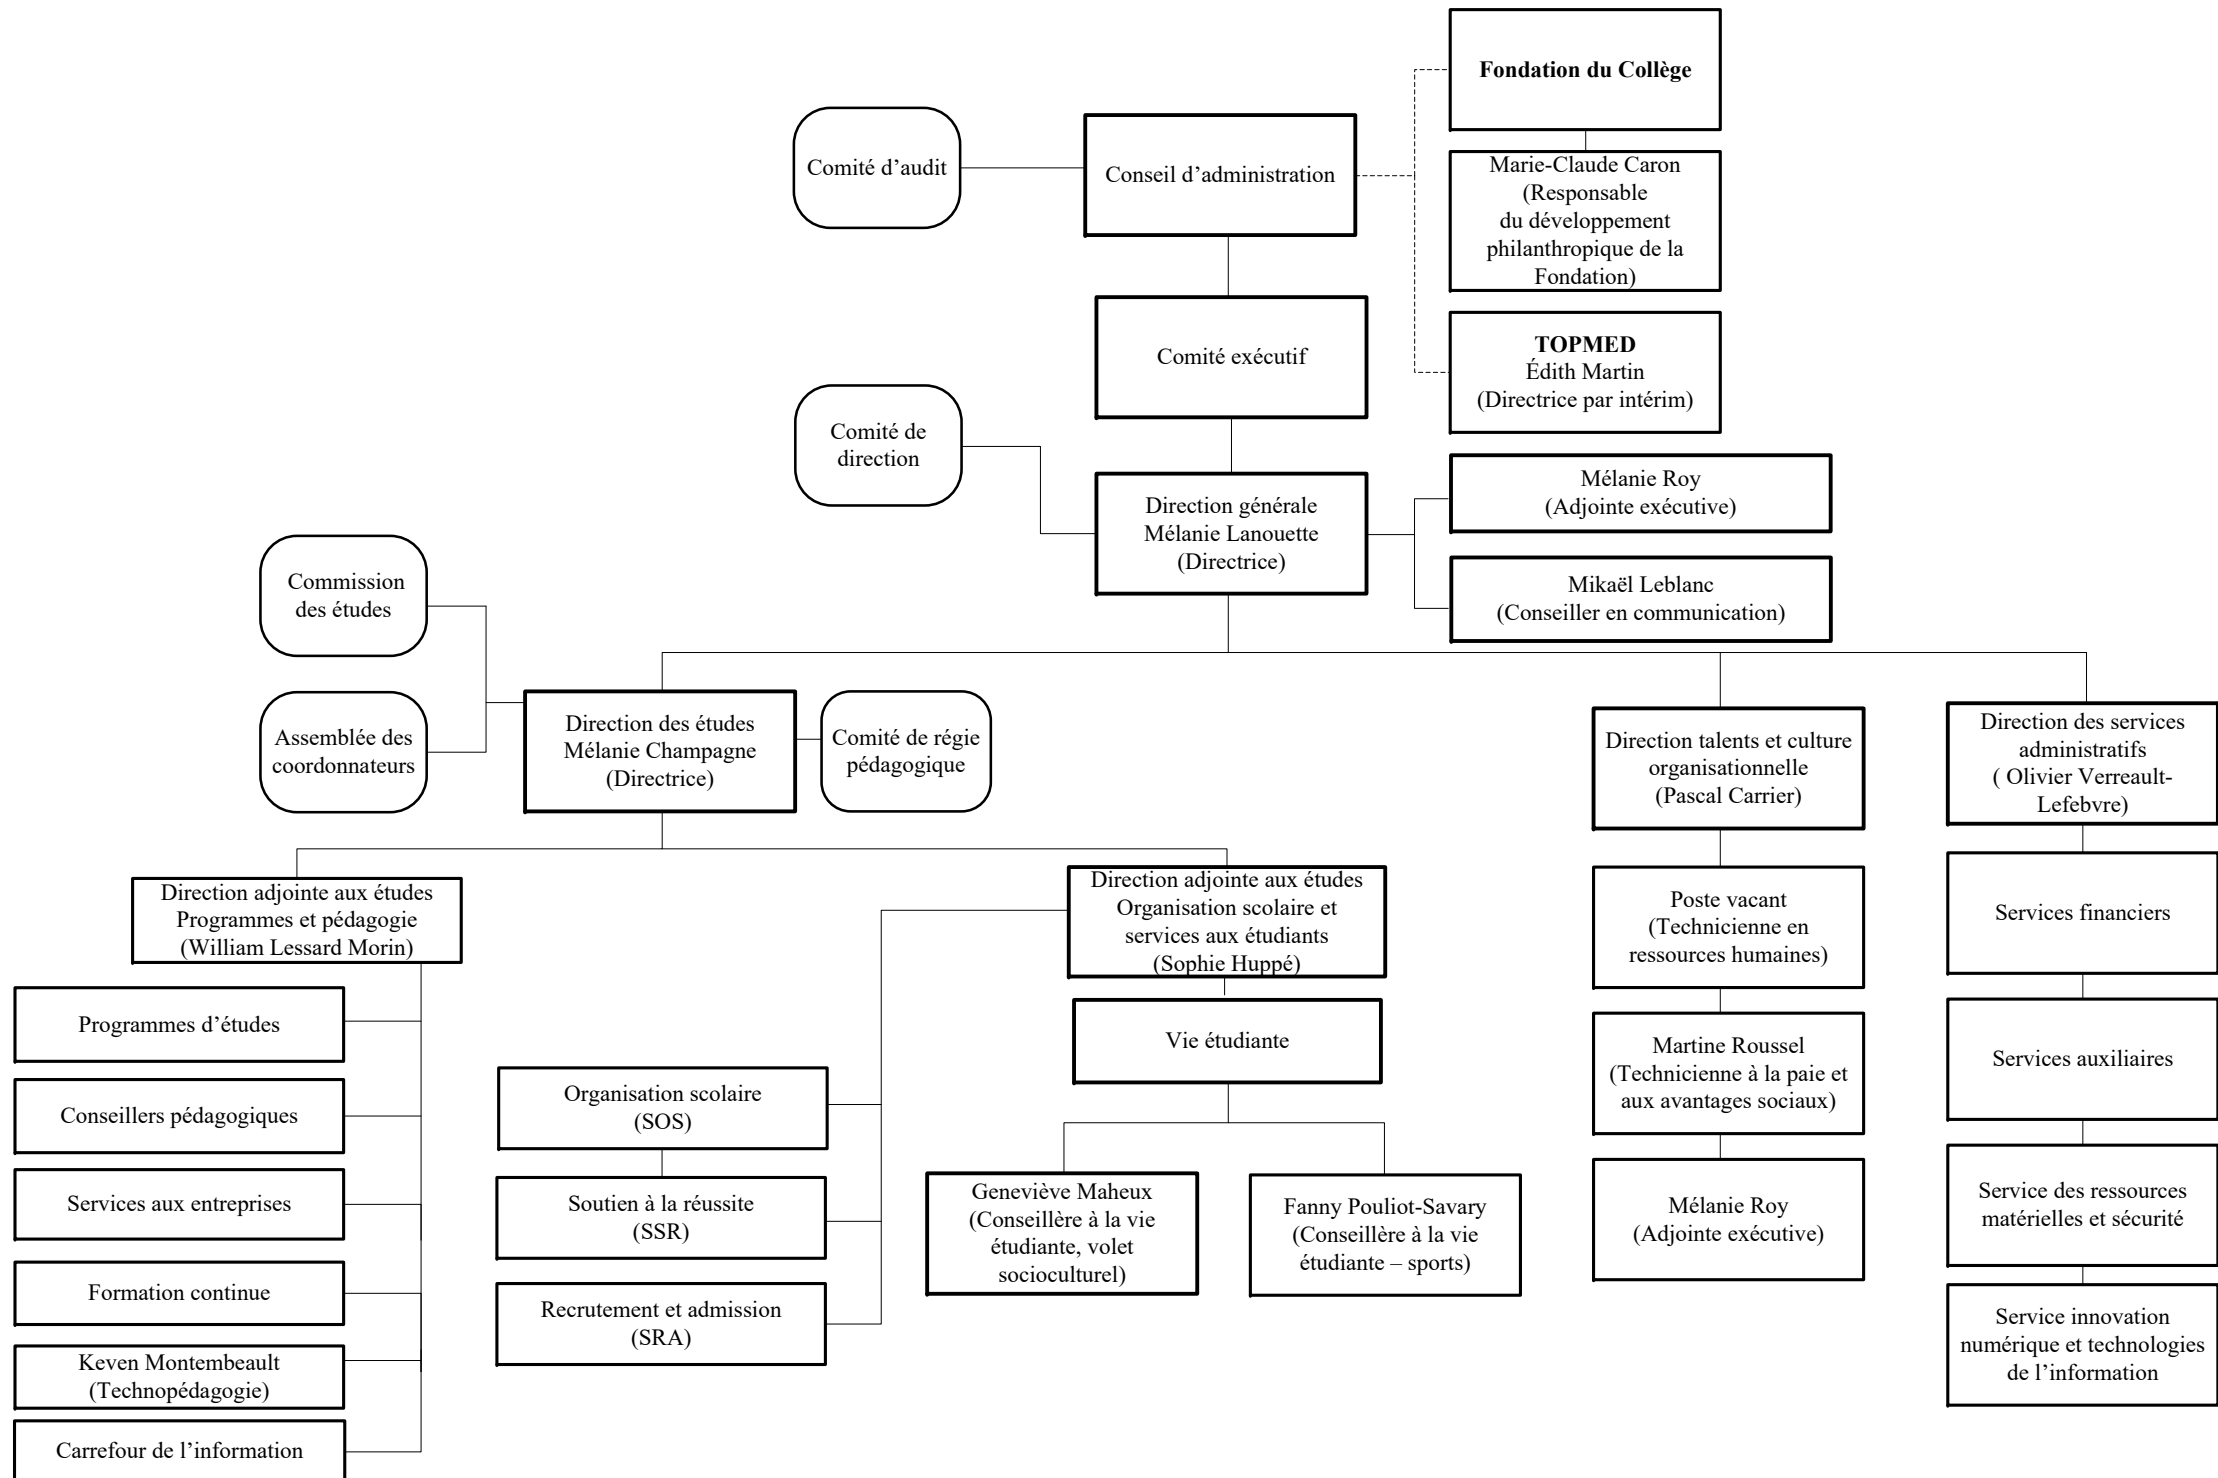 Fondation du Collège
Comité d’audit
Conseil d’administration
Marie-Claude Caron
(Responsable
du développement
philanthropique de la
Fondation)
Comité exécutif
TOPMED
Édith Martin
(Directrice par intérim)
Comité de
direction
Direction générale
Mélanie Lanouette
(Directrice)
Mélanie Roy
(Adjointe exécutive)
Mikaël Leblanc
(Conseiller en communication)
Commission
des études
Assemblée des
coordonnateurs
Direction des études
Mélanie Champagne
(Directrice)
Comité de régie
pédagogique
Direction talents et culture
organisationnelle
(Pascal Carrier)
Direction des services
administratifs
( Olivier Verreault-
Lefebvre)
Direction adjointe aux études
Programmes et pédagogie
(William Lessard Morin)
Direction adjointe aux études
Organisation scolaire et
services aux étudiants
(Sophie Huppé)
Poste vacant
(Technicienne en
ressources humaines)
Services financiers
Programmes d’études
Conseillers pédagogiques
Services aux entreprises
Formation continue
Keven Montembeault
(Technopédagogie)
Carrefour de l’information
Organisation scolaire
(SOS)
Soutien à la réussite
(SSR)
Recrutement et admission
(SRA)
Vie étudiante
Geneviève Maheux
(Conseillère à la vie
étudiante, volet
socioculturel)
Fanny Pouliot-Savary
(Conseillère à la vie
étudiante – sports)
Martine Roussel
(Technicienne à la paie et
aux avantages sociaux)
Mélanie Roy
(Adjointe exécutive)
Services auxiliaires
Service des ressources
matérielles et sécurité
Service innovation
numérique et technologies
de l’information